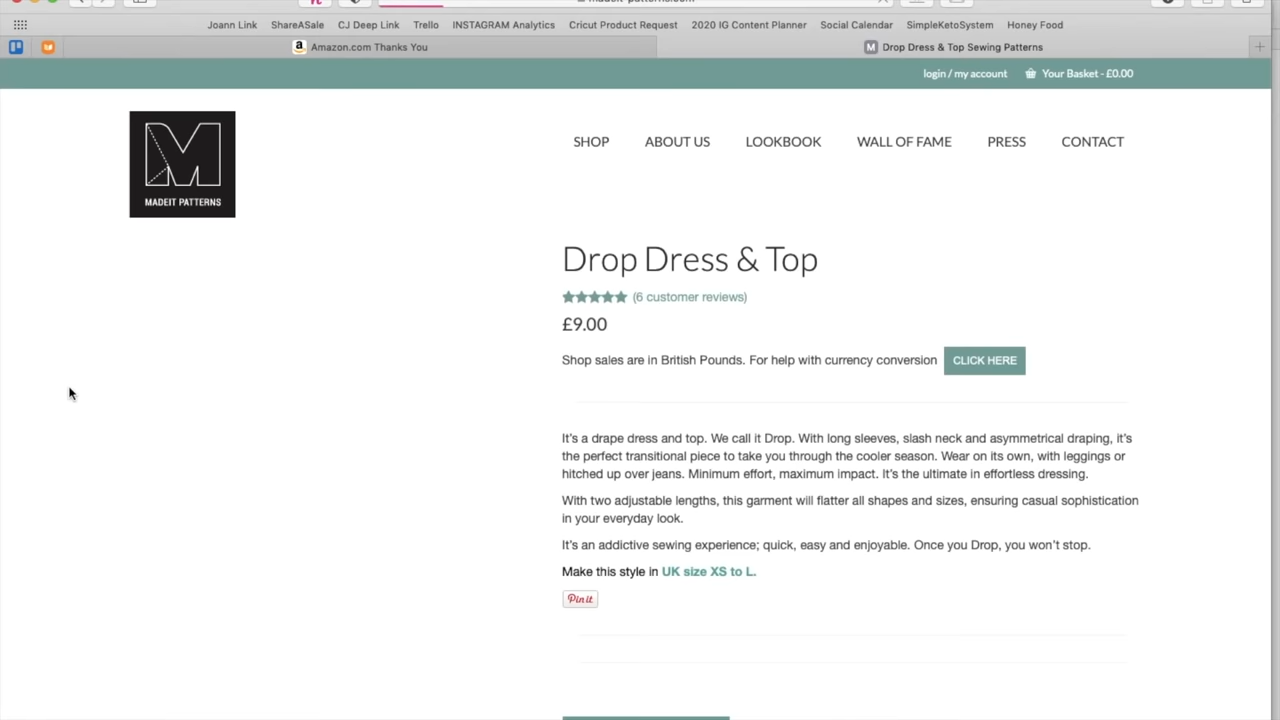 madeit-patterns.com
Joann Link ShareASale CJ Deep Link Trello INSTAGRAM Analytics Cricut Product Request 2020 IG Content Planner Social Calendar SimpleKetoSystem Honey Food
Amazon.com Thanks You
Drop Dress & Top Sewing Patterns
login / my account Your Basket - £0.00
MADEIT PATTERNS
SHOP ABOUT US LOOKBOOK WALL OF FAME PRESS CONTACT
Drop Dress & Top
(6 customer reviews)
£9.00
Shop sales are in British Pounds. For help with currency conversion CLICK HERE
It's a drape dress and top. We call it Drop. With long sleeves, slash neck and asymmetrical draping, it's
the perfect transitional piece to take you through the cooler season. Wear on its own, with leggings or
hitched up over jeans. Minimum effort, maximum impact. It's the ultimate in effortless dressing.
With two adjustable lengths, this garment will flatter all shapes and sizes, ensuring casual sophistication
in your everyday look.
It's an addictive sewing experience; quick, easy and enjoyable. Once you Drop, you won't stop.
Make this style in UK size XS to L.
Pin it